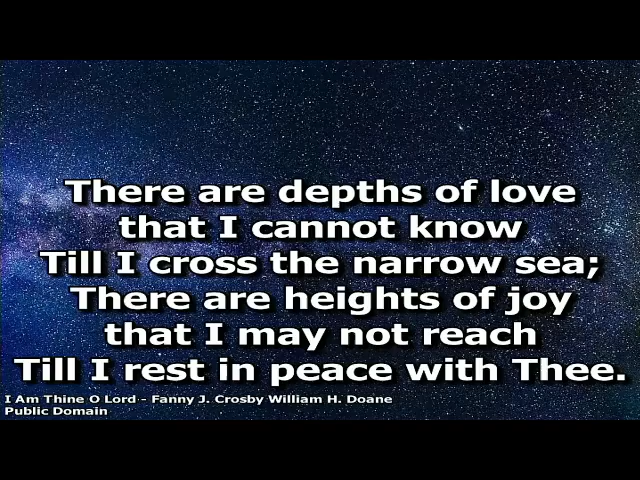 There are depths of love
that I cannot know
Till I cross the narrow sea;
There are heights of joy
that I may not reach
Till I rest in peace with Thee.
I Am Thine O Lord - Fanny J. Crosby William H. Doane
Public Domain